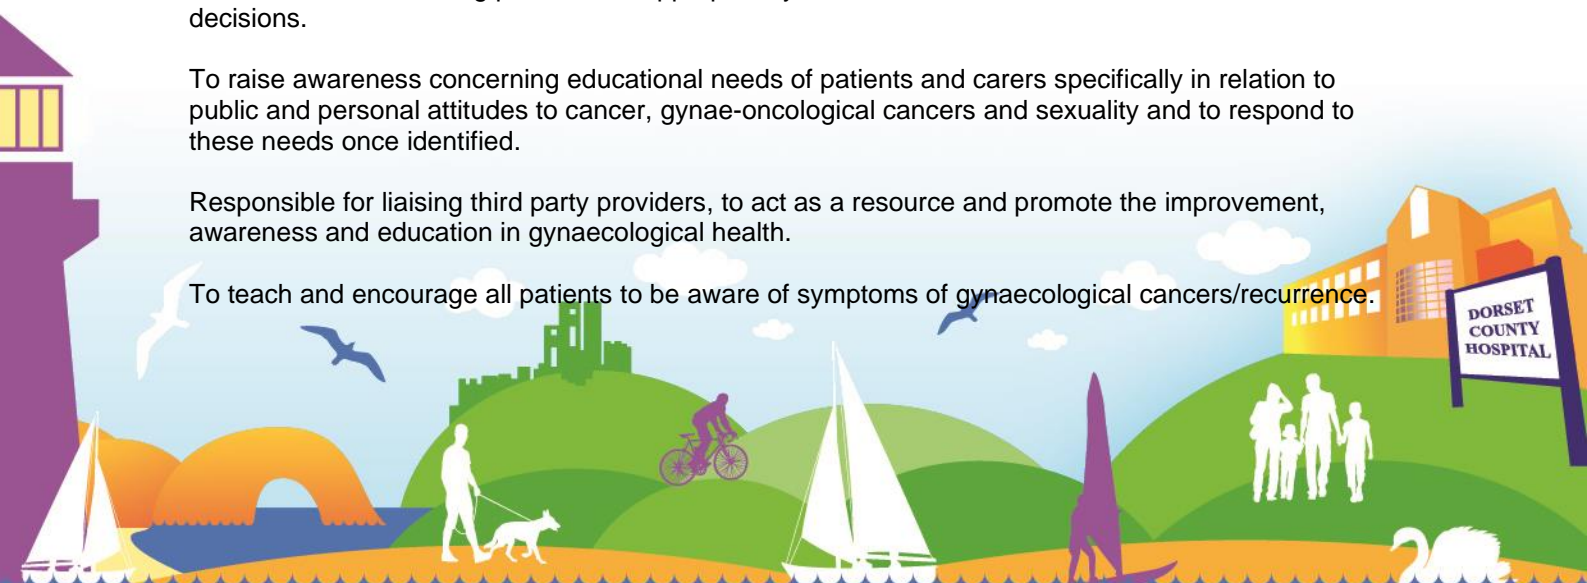 decisions.
To raise awareness concerning educational needs of patients and carers specifically in relation to
public and personal attitudes to cancer, gynae-oncological cancers and sexuality and to respond to
these needs once identified.
Responsible for liaising third party providers, to act as a resource and promote the improvement,
awareness and education in gynaecological health.
To teach and encourage all patients to be aware of symptoms of gynaecological cancers/recurrence.
DORSET
COUNTY
HOSPITAL